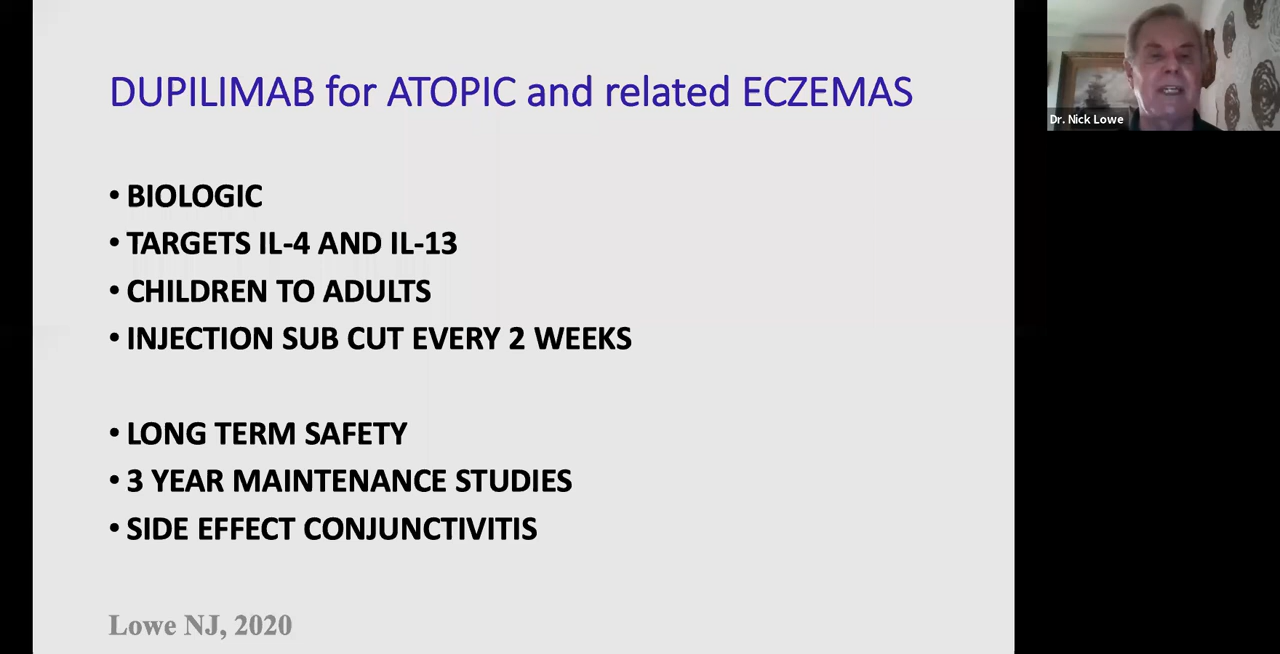 DUPILIMAB for ATOPIC and related ECZEMAS
• BIOLOGIC
• TARGETS IL-4 AND IL-13
• CHILDREN TO ADULTS
• INJECTION SUB CUT EVERY 2 WEEKS
• LONG TERM SAFETY
• 3 YEAR MAINTENANCE STUDIES
• SIDE EFFECT CONJUNCTIVITIS
Lowe NJ, 2020
Dr. Nick Lowe